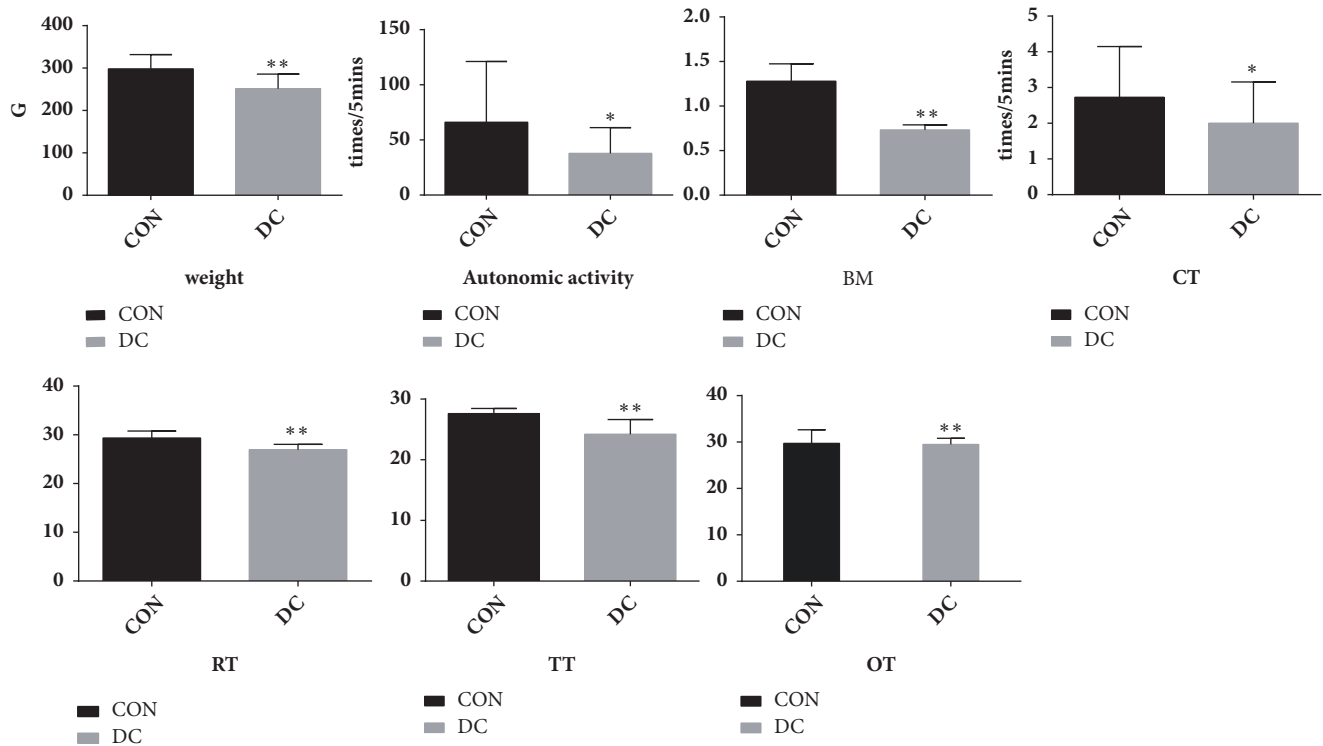 400
300
200
100
0
G
**
CON
DC
weight
CON
DC
150
100
50
0
times/5mins
*
CON
DC
Autonomic activity
CON
DC
2.0
1.5
1.0
0.5
0.0
**
CON
DC
BM
CON
DC
5
4
3
2
1
0
times/5mins
*
CON
DC
CT
CON
DC
40
30
20
10
0
**
CON
DC
RT
CON
DC
30
20
10
0
**
CON
DC
TT
CON
DC
40
30
20
10
0
**
CON
DC
OT
CON
DC